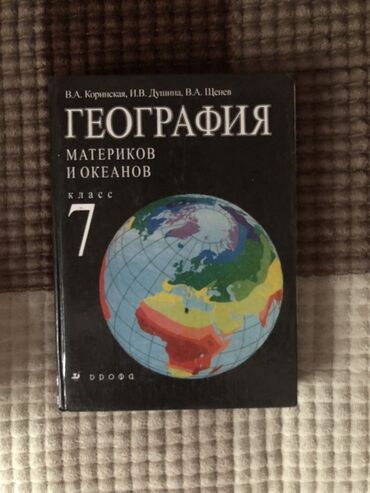 В.А. Коринская, И.В. Душина, В.А. Щенев
ГЕОГРАФИЯ
МАТЕРИКОВ
И ОКЕАНОВ
класс
7
дрофа